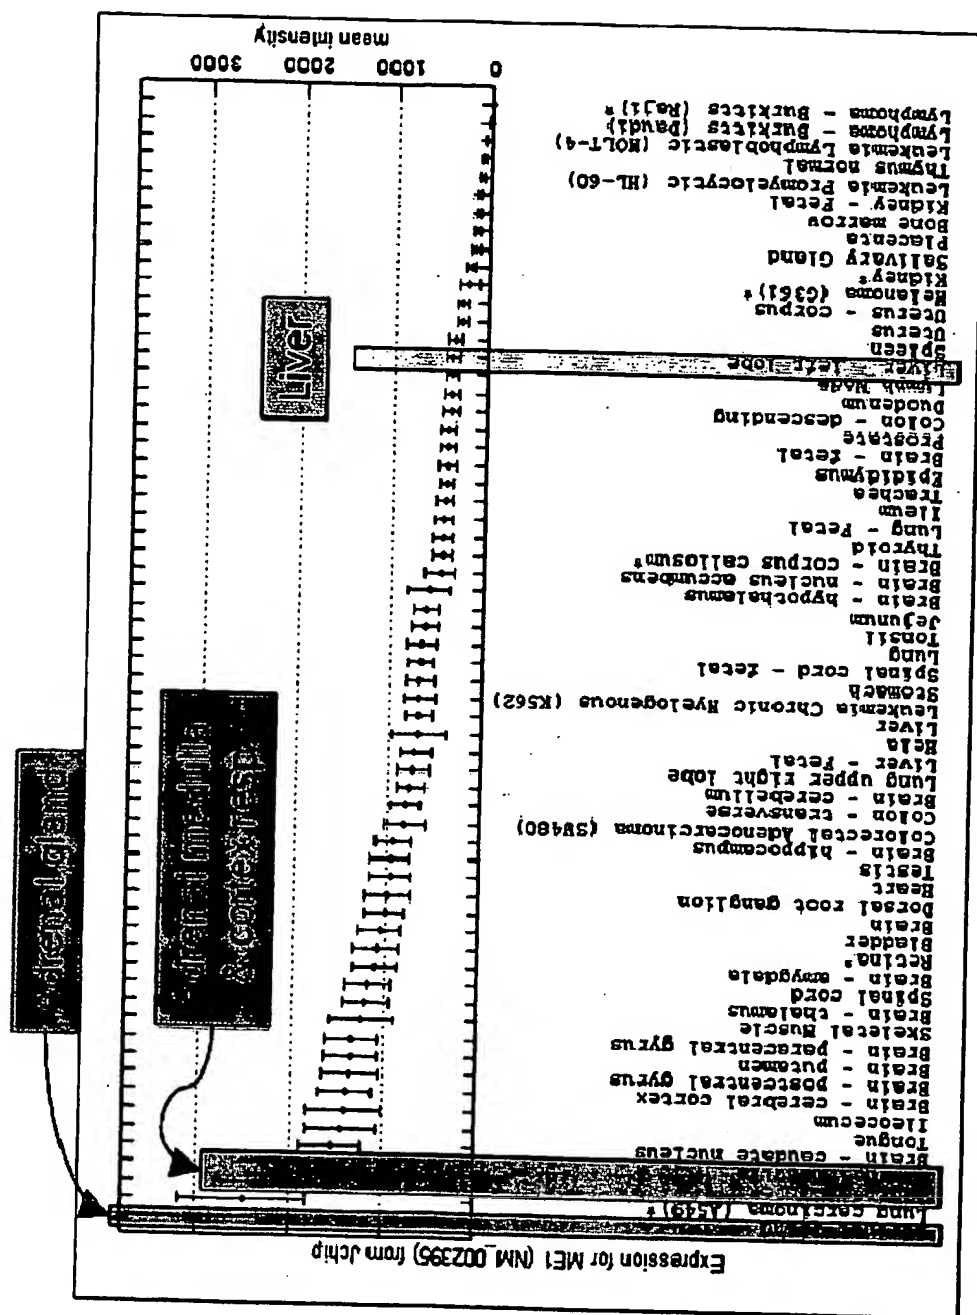 Expression for ME1 (NM_002395) from Jchip
Lung carcinoma (A549)*
Brain - caudate nucleus
Tongue
Ileocecum
Brain - cerebral cortex
Brain - postcentral gyrus
Brain - putamen
Brain - paracentral gyrus
Skeletal Muscle
Brain - thalamus
Spinal cord
Brain - amygdala
Retina*
Bladder
Brain
Dorsal root ganglion
Heart
Testis
Brain - hippocampus
Colorectal Adenocarcinoma (SW480)
Colon - transverse
Brain - cerebellum
Lung upper right lobe
Liver - Fetal
Hela
Liver
Leukemia Chronic Myelogenous (K562)
Stomach
Spinal cord - fetal
Lung
Tonsil
Jejunum
Brain - hypothalamus
Brain - nucleus accumbens
Brain - corpus callosum*
Thyroid
Lung - Fetal
Ileum
Trachea
Epididymus
Brain - fetal
Prostate
Colon - descending
Duodenum
Lymph Node
Liver - left lobe
Spleen
Uterus
Uterus - corpus
Melanoma (G361)*
Kidney*
Salivary Gland
Placenta
Bone marrow
Kidney - Fetal
Leukemia Promyelocytic (HL-60)
Thymus normal
Leukemia Lymphoblastic (MOLT-4)
Lymphoma - Burkitts (Daudi)
Lymphoma - Burkitts (Raji)*
0 1000 2000 3000
mean intensity
Adrenal gland
Adrenal medulla
& cortex resp.
Liver